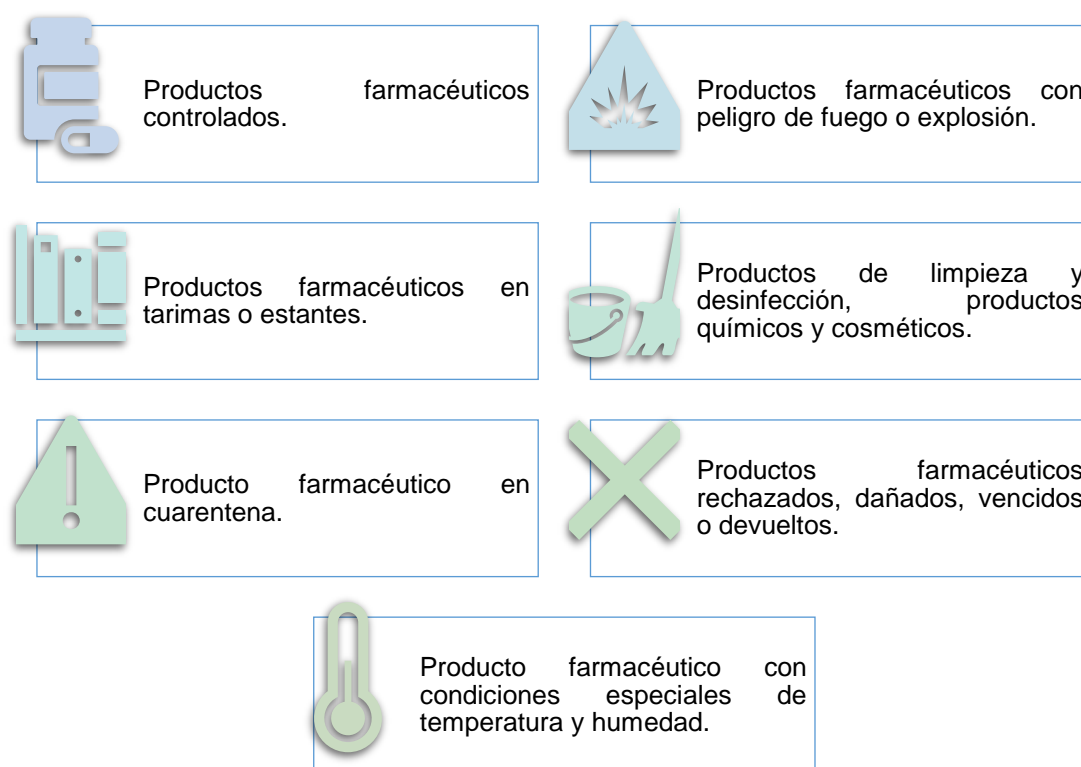 Productos farmacéuticos
controlados.
Productos farmacéuticos con
peligro de fuego o explosión.
Productos farmacéuticos en
tarimas o estantes.
Productos de limpieza y
desinfección, productos
químicos y cosméticos.
Producto farmacéutico en
cuarentena.
Productos farmacéuticos
rechazados, dañados, vencidos
o devueltos.
Producto farmacéutico con
condiciones especiales de
temperatura y humedad.